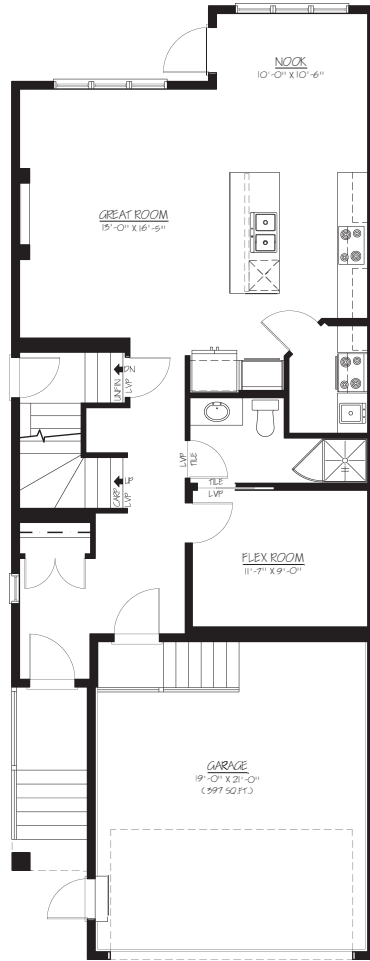 NOOK
10'-0" X 10'-6"
GREAT ROOM
13'-0" X 16'-5"
DN
UNFIN
LVP
UP
CARP
LVP
LVP
TILE
TILE
LVP
FLEX ROOM
11'-7" X 9'-0"
GARAGE
19'-0" X 21'-0"
(397 SQ.FT.)